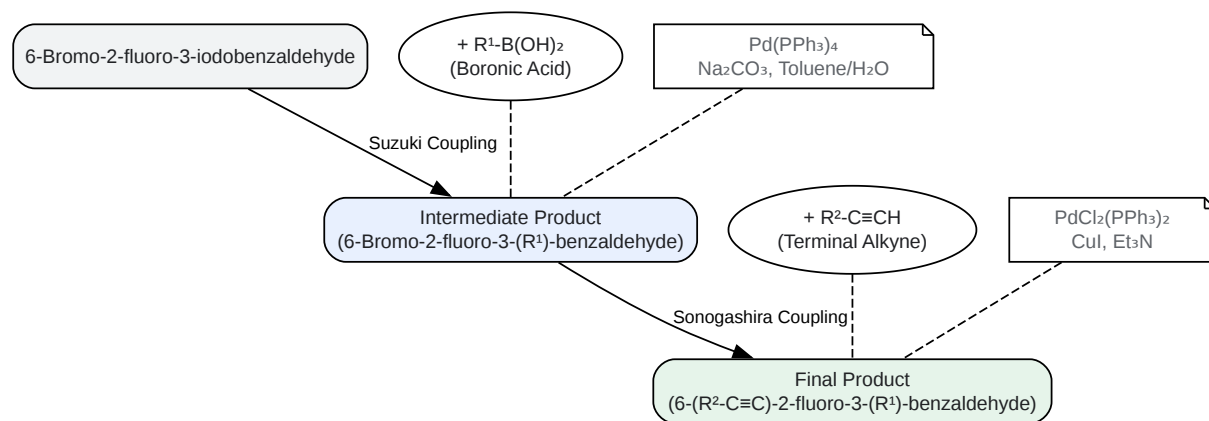 6-Bromo-2-fluoro-3-iodobenzaldehyde
+ R¹-B(OH)₂
(Boronic Acid)
Pd(PPh₃)₄
Na₂CO₃, Toluene/H₂O
Suzuki Coupling
Intermediate Product
(6-Bromo-2-fluoro-3-(R¹)-benzaldehyde)
+ R²-C≡CH
(Terminal Alkyne)
PdCl₂(PPh₃)₂
CuI, Et₃N
Sonogashira Coupling
Final Product
(6-(R²-C≡C)-2-fluoro-3-(R¹)-benzaldehyde)